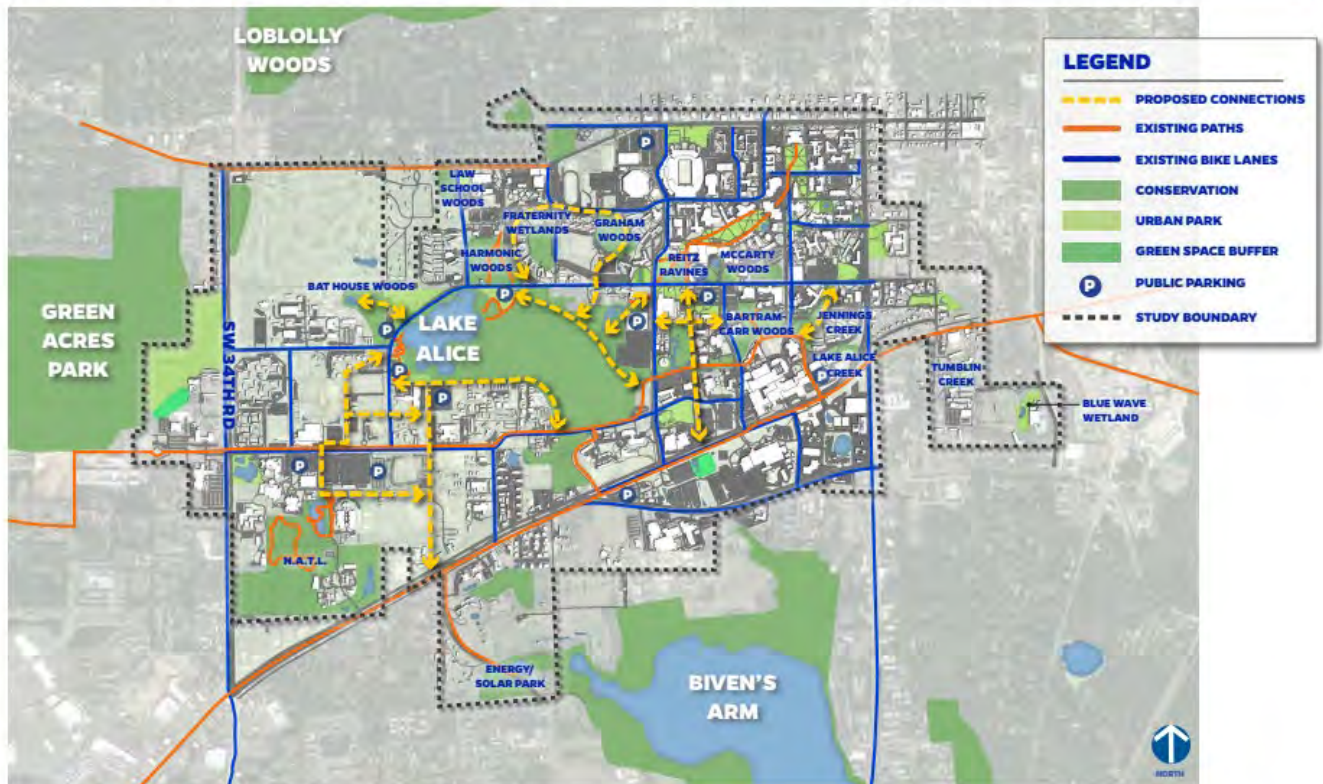 LOBLOLLY
WOODS
LEGEND
PROPOSED CONNECTIONS
EXISTING PATHS
EXISTING BIKE LANES
CONSERVATION
URBAN PARK
GREEN SPACE BUFFER
P
PUBLIC PARKING
STUDY BOUNDARY
P
LAW
SCHOOL
WOODS
FRATERNITY
WETLANDS
GRAHAM
WOODS
HARMONIC
WOODS
REITZ
RAVINES
MCCARTY
WOODS
BAT HOUSE WOODS
P
P
GREEN
ACRES
PARK
SW 34TH RD
LAKE
ALICE
P
P
BARTRAM-
CARR WOODS
JENNINGS
CREEK
LAKE ALICE
CREEK
P
P
P
TUMBLIN
CREEK
BLUE WAVE
WETLAND
P
P
P
N.A.T.L.
ENERGY/
SOLAR PARK
BIVEN'S
ARM
NORTH